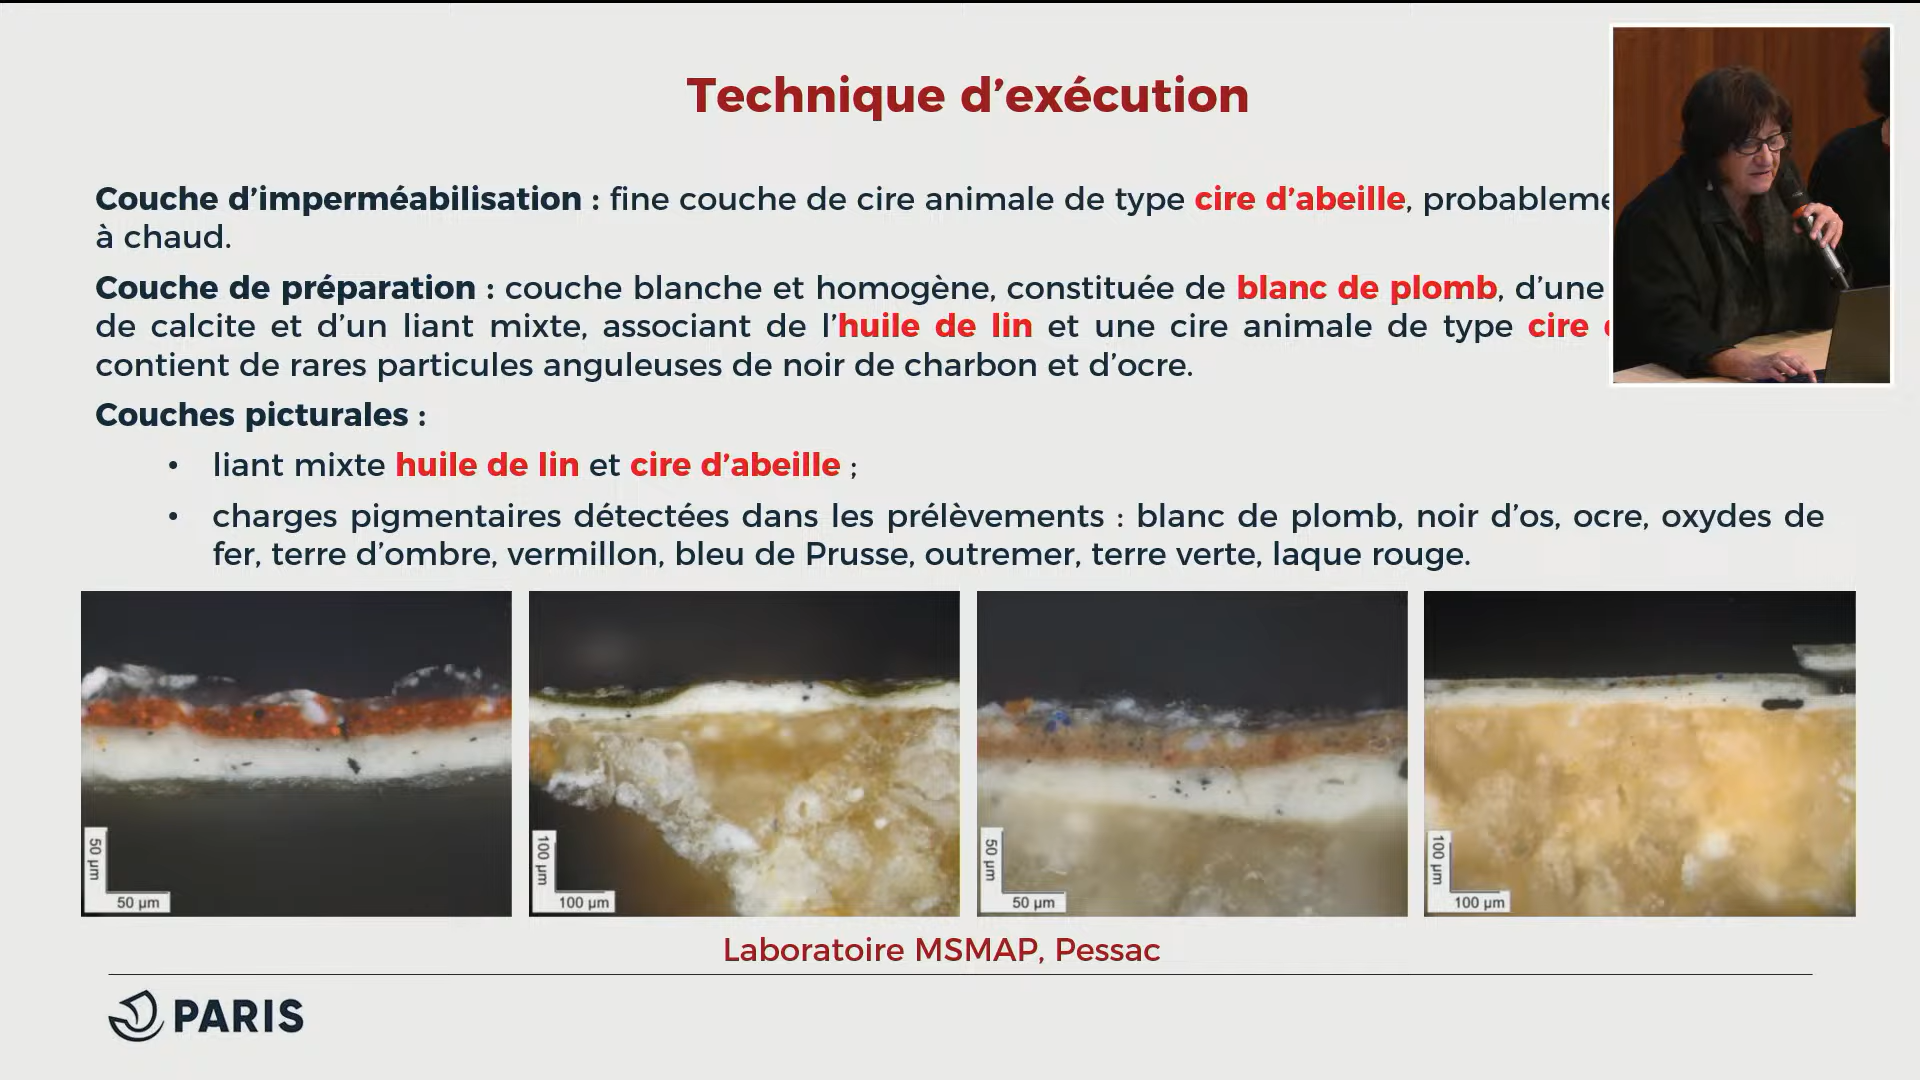 Technique d’exécution
Couche d’imperméabilisation : fine couche de cire animale de type cire d’abeille,
à chaud.
Couche de préparation : couche blanche et homogène, constituée de blanc de plomb, d’une
de calcite et d’un liant mixte, associant de l’huile de lin et une cire animale de type cire
contient de rares particules anguleuses de noir de charbon et d’ocre.
Couches picturales :
• liant mixte huile de lin et cire d’abeille ;
• charges pigmentaires détectées dans les prélèvements : blanc de plomb, noir d’os, ocre, oxydes de
fer, terre d’ombre, vermillon, bleu de Prusse, outremer, terre verte, laque rouge.
50 µm
50 µm
100 µm
100 µm
50 µm
50 µm
100 µm
100 µm
Laboratoire MSMAP, Pessac
PARIS